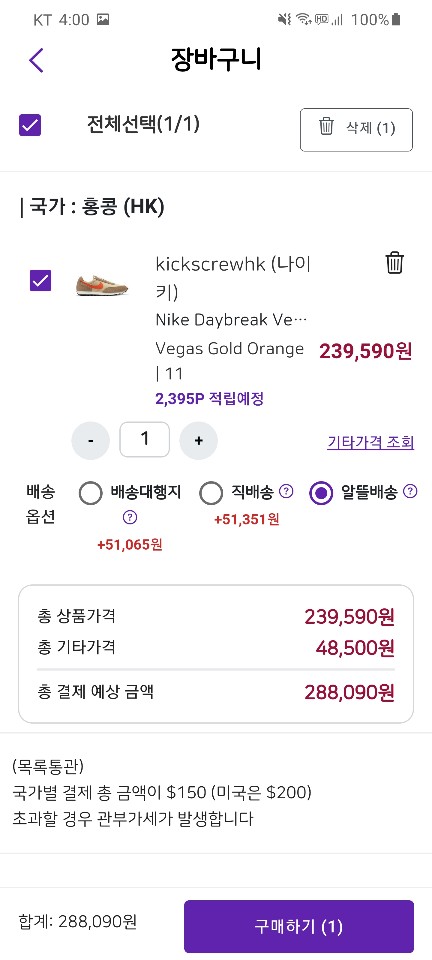 KT 4:00 100%
장바구니
전체선택(1/1)
삭제 (1)
| 국가 : 홍콩 (HK)
kickscrewhk (나이
키)
Nike Daybreak Ve...
Vegas Gold Orange
| 11
239,590원
2,395P 적립예정
- 1 +
기타가격 조회
배송
옵션
배송대행지 ?
+51,065원
직배송 ?
+51,351원
알뜰배송 ?
총 상품가격 239,590원
총 기타가격 48,500원
총 결제 예상 금액 288,090원
(목록통관)
국가별 결제 총 금액이 $150 (미국은 $200)
초과할 경우 관부가세가 발생합니다
합계: 288,090원
구매하기 (1)